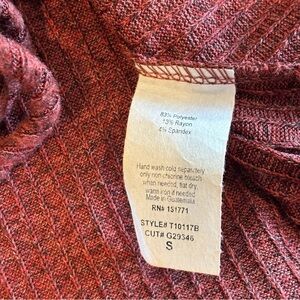 83% Polyester
13% Rayon
4% Spandex
Hand wash cold separately
only non-chlorine bleach
when needed, flat dry,
warm iron if needed.
Made in Guatemala
RN# 151771
STYLE# T10117B
CUT# G29346
S